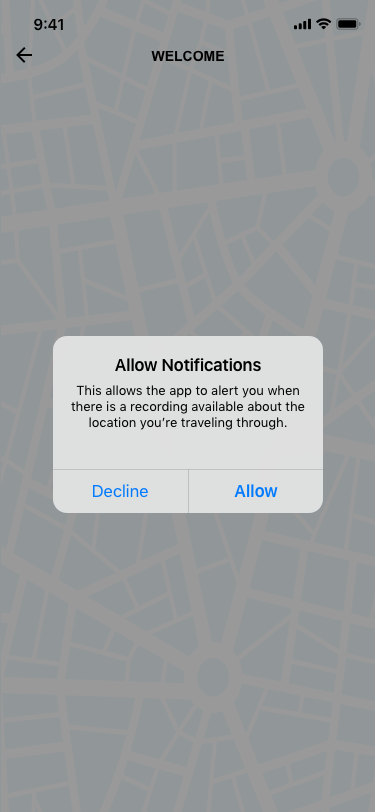 9:41
WELCOME
Allow Notifications
This allows the app to alert you when
there is a recording available about the
location you’re traveling through.
Decline
Allow